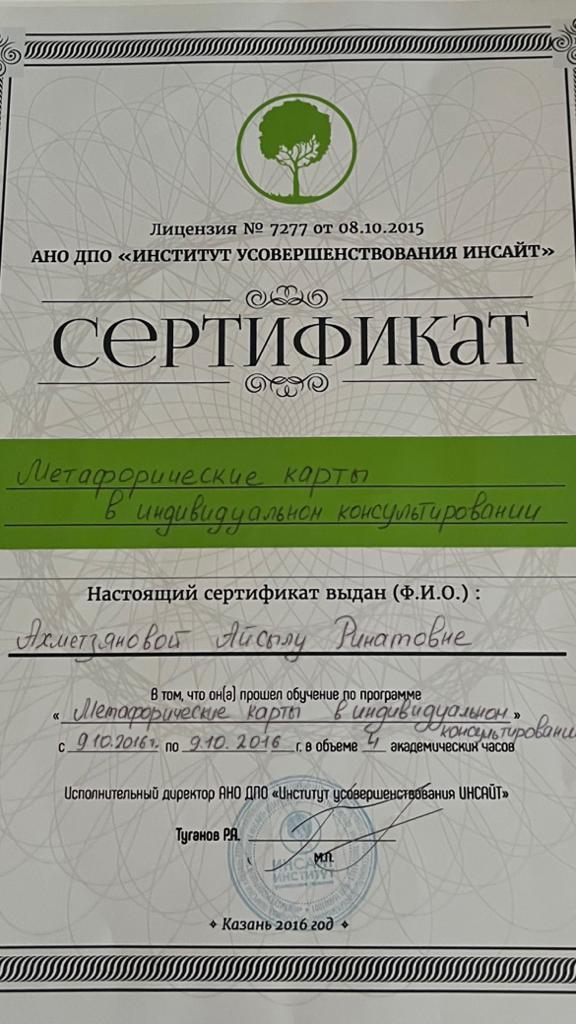 Лицензия № 7277 от 08.10.2015
АНО ДПО «ИНСТИТУТ УСОВЕРШЕНСТВОВАНИЯ ИНСАЙТ»
СЕРТИФИКАТ
Метафорические карты
в индивидуальном консультировании
Настоящий сертификат выдан (Ф.И.О.) :
Ахметзяновой Айсылу Ринатовне
В том, что он(а) прошел обучение по программе
« Метафорические карты в индивидуальном »
консультировании
с 9.10.2016г. по 9.10.2016 г. в объеме 4 академических часов
Исполнительный директор АНО ДПО «Институт усовершенствования ИНСАЙТ»
Туганов Р.А.
М.П.
ИНСАЙТ
ИНСТИТУТ
Казань 2016 год